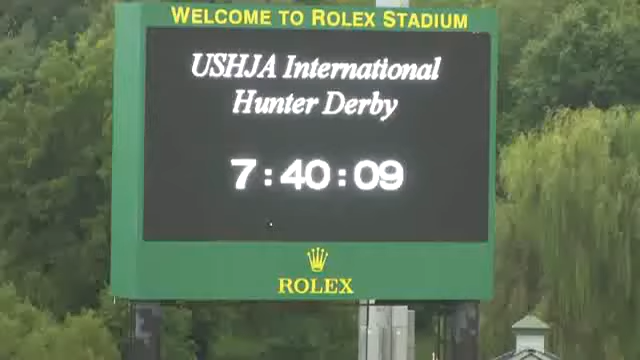 WELCOME TO ROLEX STADIUM
USHJA International
Hunter Derby
7:40:09
ROLEX